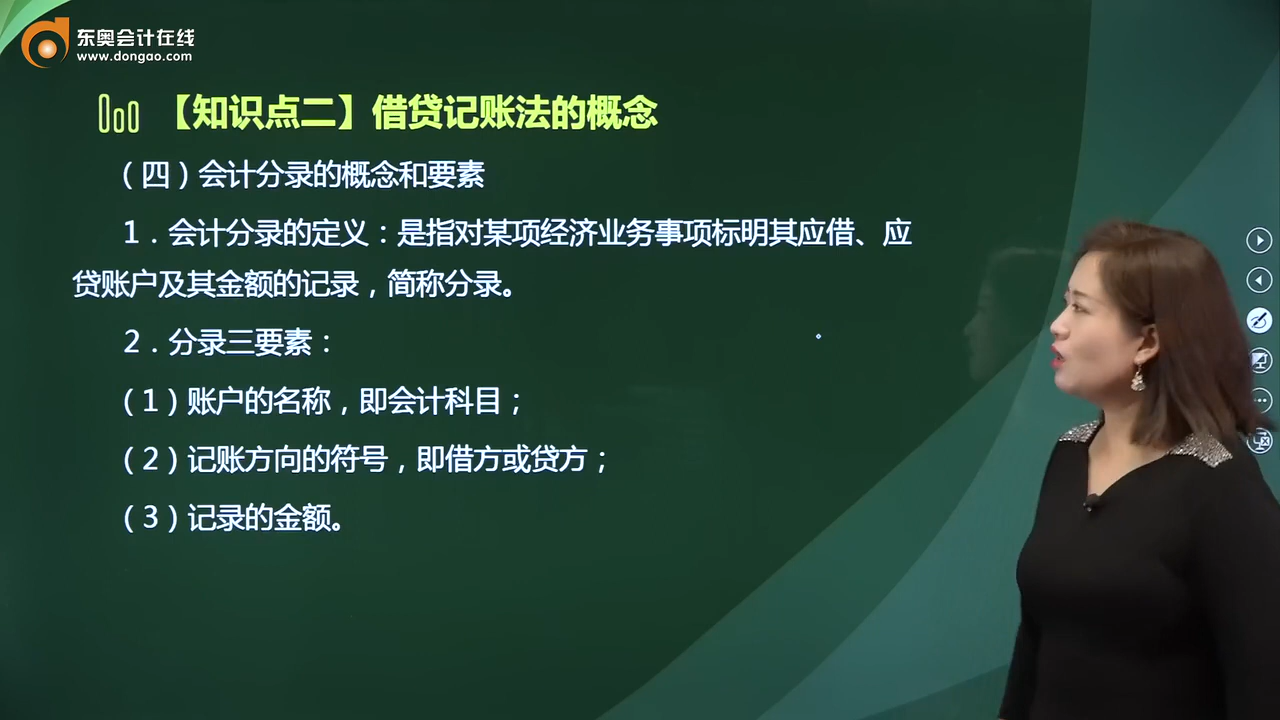 东奥会计在线
www.dongao.com
【知识点二】借贷记账法的概念
（四）会计分录的概念和要素
1．会计分录的定义：是指对某项经济业务事项标明其应借、应
贷账户及其金额的记录，简称分录。
2．分录三要素：
（1）账户的名称，即会计科目；
（2）记账方向的符号，即借方或贷方；
（3）记录的金额。